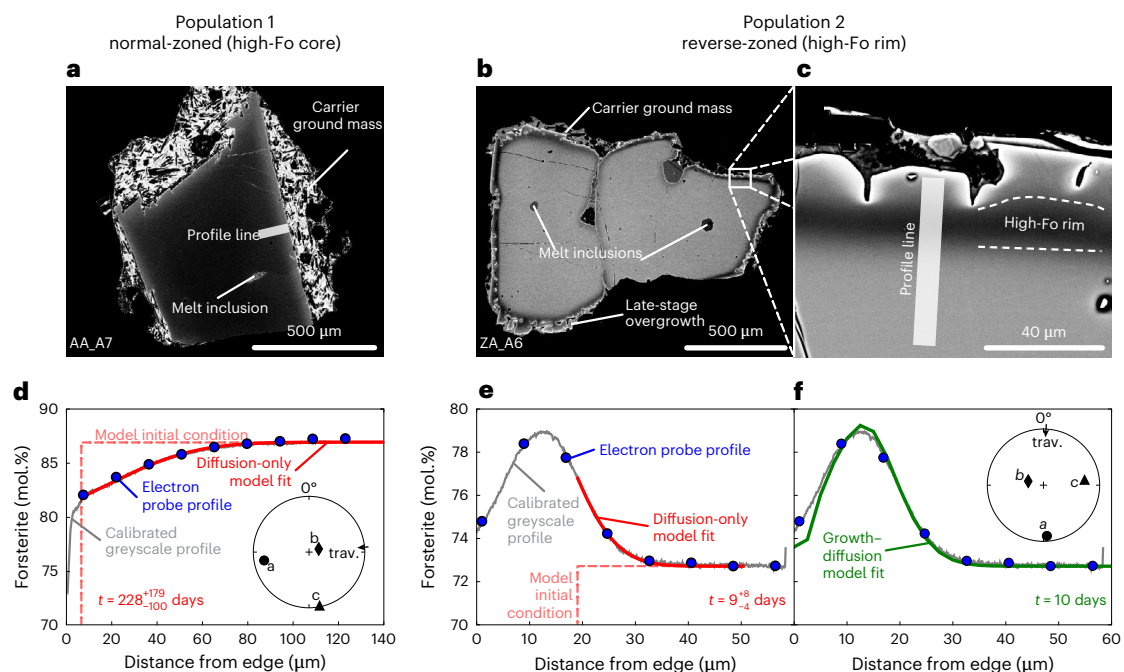 Population 1
normal-zoned (high-Fo core)
Population 2
reverse-zoned (high-Fo rim)
a
Carrier
ground mass
Profile line
Melt inclusion
500 µm
AA_A7
b
Carrier ground mass
Melt inclusions
Late-stage
overgrowth
500 µm
ZA_A6
c
High-Fo rim
Profile line
40 µm
d
90
85
80
75
70
Forsterite (mol.%)
Model initial condition
Diffusion-only
model fit
Electron
probe profile
Calibrated
greyscale profile
0°
b
trav.
a
c
t = 228 +179 −100 days
0 20 40 60 80 100 120 140
Distance from edge (µm)
e
80
78
76
74
72
70
Forsterite (mol.%)
Electron probe profile
Calibrated
greyscale profile
Diffusion-only
model fit
Model
initial
condition
t = 9 +8 −4 days
0 10 20 30 40 50
Distance from edge (µm)
f
0°
trav.
b
c
a
Growth–
diffusion
model fit
t = 10 days
0 10 20 30 40 50 60
Distance from edge (µm)